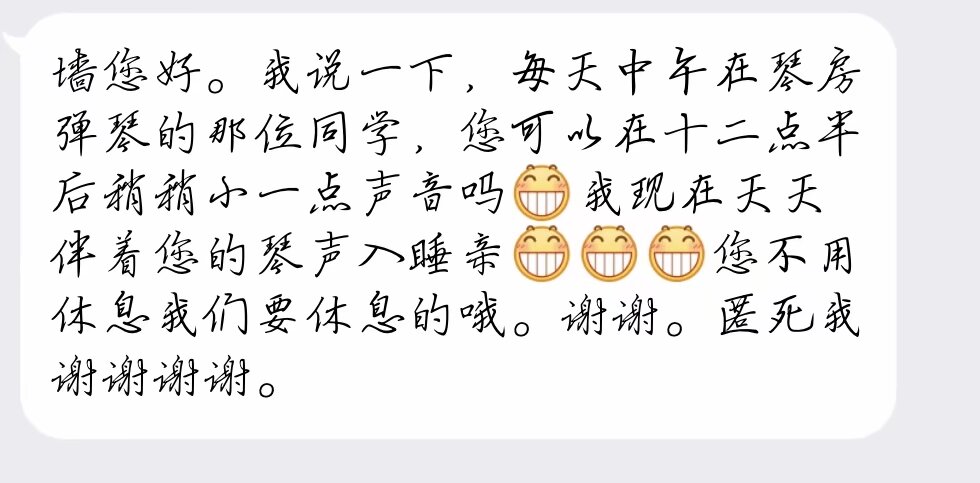 墙您好。我说一下，每天中午在琴房
弹琴的那位同学，您可以在十二点半
后稍稍小一点声音吗😁我现在天天
伴着您的琴声入睡亲😁😁😁您不用
休息我们要休息的哦。谢谢。匿死我
谢谢谢谢。